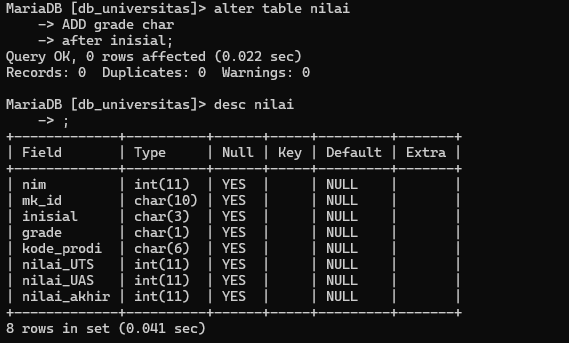 MariaDB [db_universitas]> alter table nilai
    -> ADD grade char
    -> after inisial;
Query OK, 0 rows affected (0.022 sec)
Records: 0  Duplicates: 0  Warnings: 0

MariaDB [db_universitas]> desc nilai
    -> ;
+-------------+----------+------+-----+---------+-------+
| Field       | Type     | Null | Key | Default | Extra |
+-------------+----------+------+-----+---------+-------+
| nim         | int(11)  | YES  |     | NULL    |       |
| mk_id       | char(10) | YES  |     | NULL    |       |
| inisial     | char(3)  | YES  |     | NULL    |       |
| grade       | char(1)  | YES  |     | NULL    |       |
| kode_prodi  | char(6)  | YES  |     | NULL    |       |
| nilai_UTS   | int(11)  | YES  |     | NULL    |       |
| nilai_UAS   | int(11)  | YES  |     | NULL    |       |
| nilai_akhir | int(11)  | YES  |     | NULL    |       |
+-------------+----------+------+-----+---------+-------+
8 rows in set (0.041 sec)